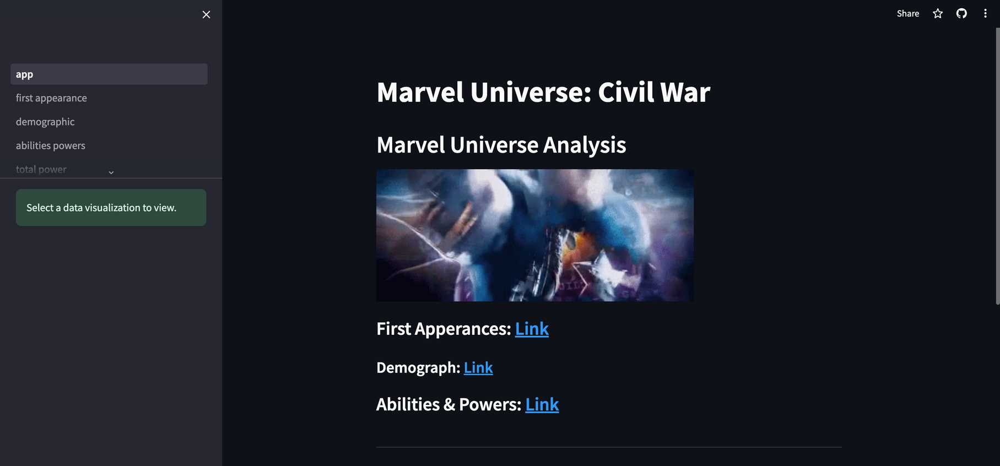 Share
app
first appearance
demographic
abilities powers
total power
Select a data visualization to view.
Marvel Universe: Civil War
Marvel Universe Analysis
First Apperances: Link
Demograph: Link
Abilities & Powers: Link